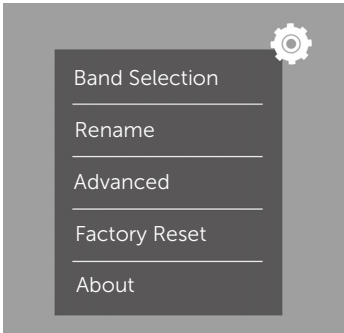 Band Selection
Rename
Advanced
Factory Reset
About